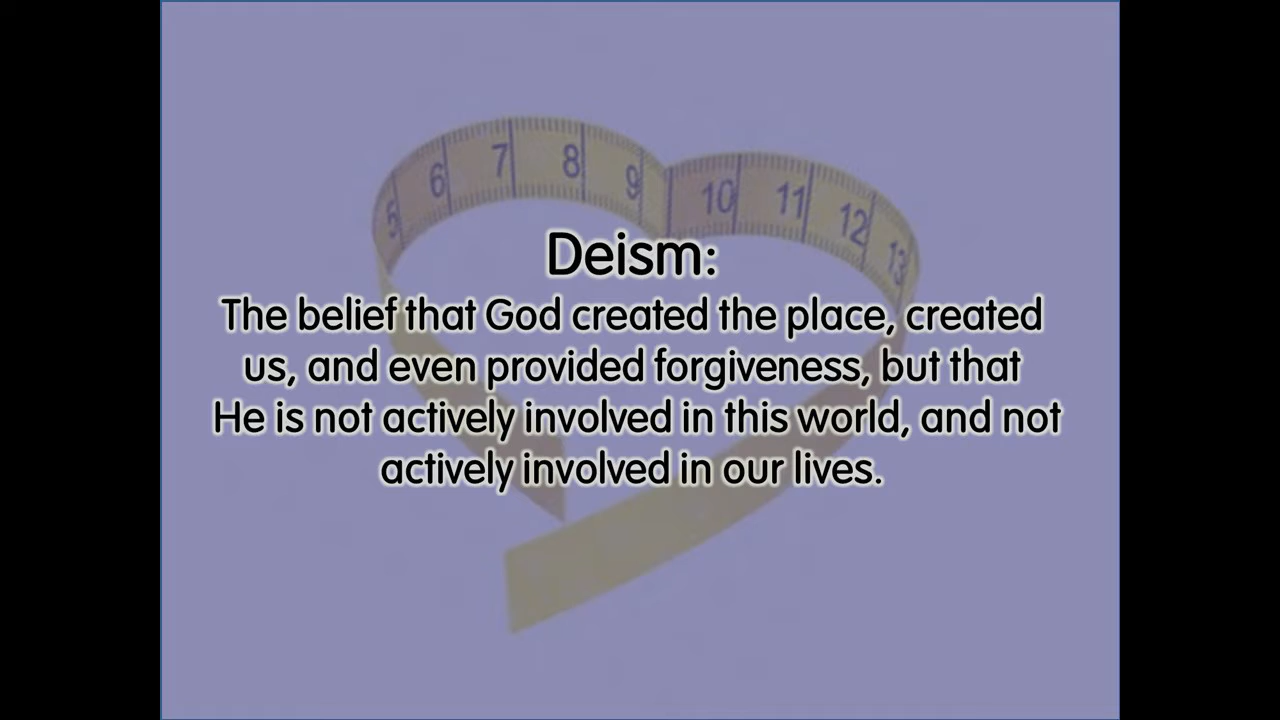 5 6 7 8 9 10 11 12 13
Deism:
The belief that God created the place, created
us, and even provided forgiveness, but that
He is not actively involved in this world, and not
actively involved in our lives.